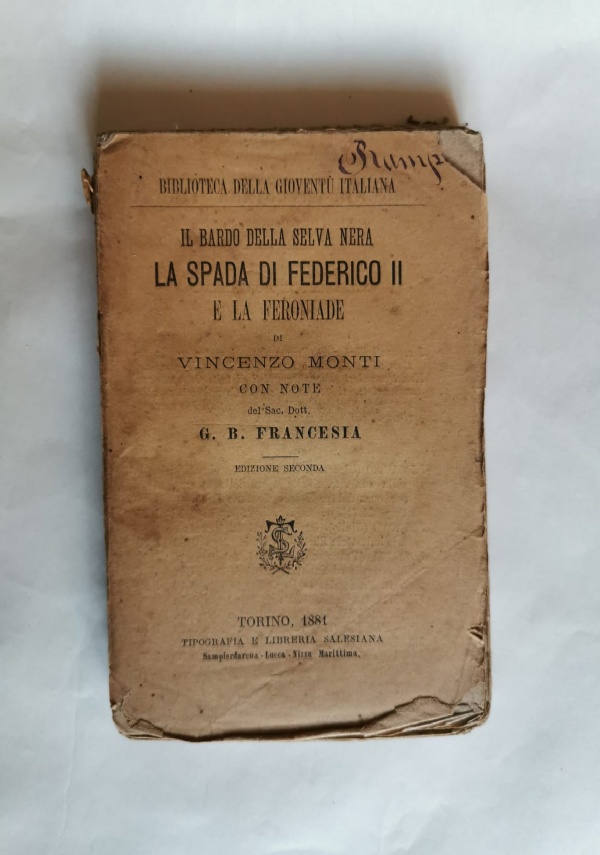 Ramp
BIBLIOTECA DELLA GIOVENTÙ ITALIANA
IL BARDO DELLA SELVA NERA
LA SPADA DI FEDERICO II
E LA FERONIADE
DI
VINCENZO MONTI
CON NOTE
del Sac. Dott.
G. B. FRANCESIA
EDIZIONE SECONDA
TORINO, 1881
TIPOGRAFIA E LIBRERIA SALESIANA
Sampierdarena - Lucca - Nizza Marittima.